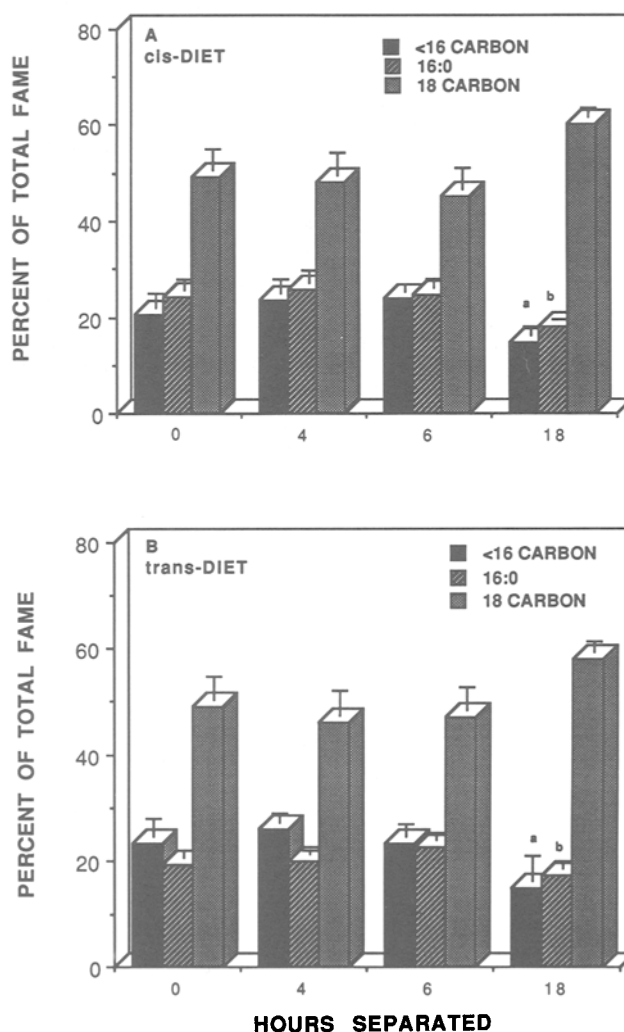 A
cis-DIET
<16 CARBON
16:0
18 CARBON
PERCENT OF TOTAL FAME
80
60
40
20
0
a
b
0
4
6
18
B
trans-DIET
<16 CARBON
16:0
18 CARBON
PERCENT OF TOTAL FAME
80
60
40
20
0
a
b
0
4
6
18
HOURS SEPARATED